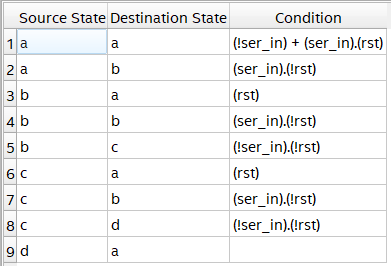 Source State Destination State Condition
1 a a (!ser_in) + (ser_in).(rst)
2 a b (ser_in).(!rst)
3 b a (rst)
4 b b (ser_in).(!rst)
5 b c (!ser_in).(!rst)
6 c a (rst)
7 c b (ser_in).(!rst)
8 c d (!ser_in).(!rst)
9 d a